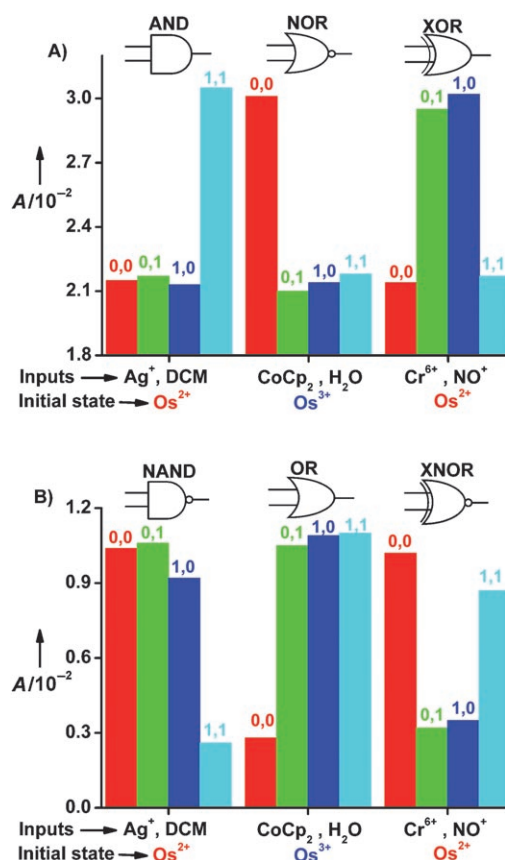 AND NOR XOR
A)
0,0 0,1 1,0 1,1 0,0 0,1 1,0 1,1 0,0 0,1 1,0 1,1
3.0
2.7
A/10⁻²
2.4
2.1
1.8
Inputs → Ag⁺, DCM CoCp₂, H₂O Cr⁶⁺, NO⁺
Initial state → Os²⁺ Os³⁺ Os²⁺
NAND OR XNOR
B)
1.2
0,0 0,1 1,0 1,1 0,0 0,1 1,0 1,1 0,0 0,1 1,0 1,1
0.9
A/10⁻²
0.6
0.3
0.0
Inputs → Ag⁺, DCM CoCp₂, H₂O Cr⁶⁺, NO⁺
Initial state → Os²⁺ Os³⁺ Os²⁺